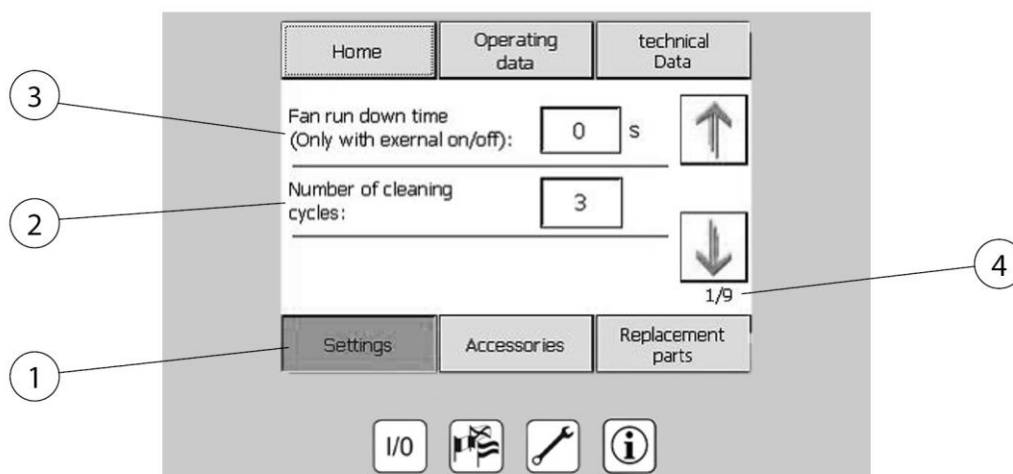 Home
Operating
data
technical
Data
3
Fan run down time
(Only with exernal on/off):
0
s
2
Number of cleaning
cycles:
3
4
1/9
1
Settings
Accessories
Replacement
parts
I/0
i